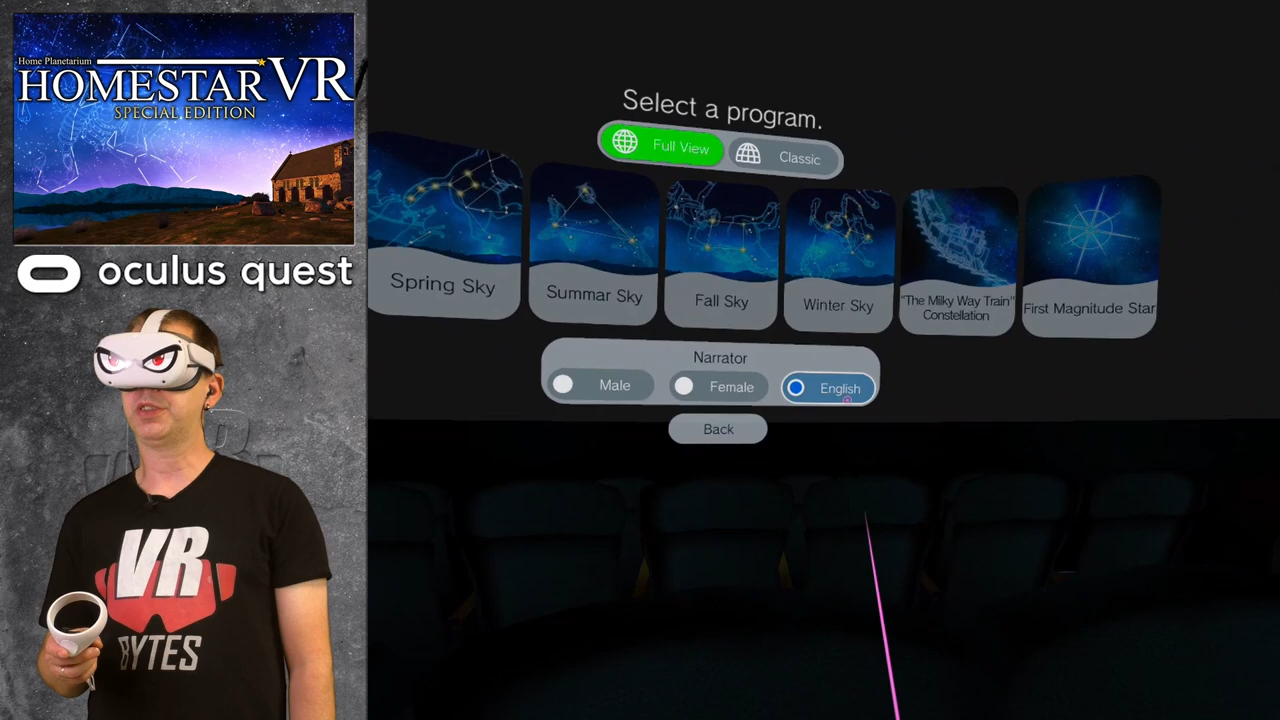 Home Planetarium
HOMESTAR VR
SPECIAL EDITION
oculus quest
VR
BYTES
Select a program.
Full View
Classic
Spring Sky
Summar Sky
Fall Sky
Winter Sky
"The Milky Way Train"
Constellation
First Magnitude Star
Narrator
Male
Female
English
Back